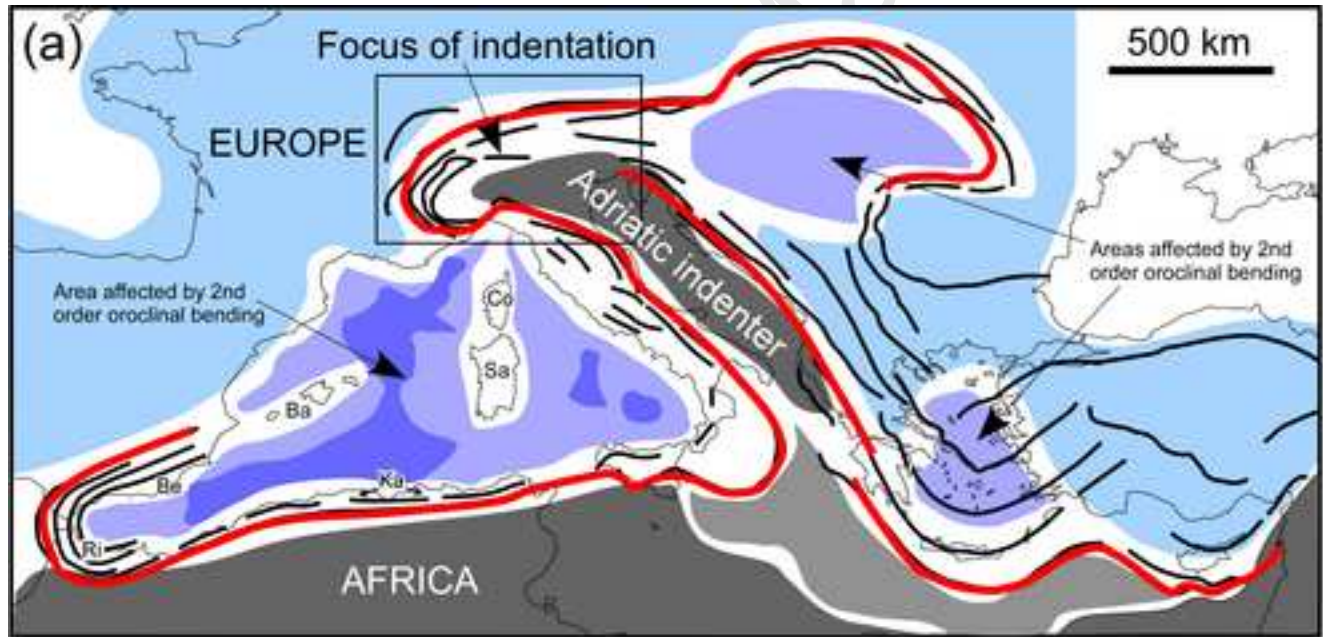 (a)
Focus of indentation
500 km
EUROPE
Adriatic indenter
Areas affected by 2nd
order oroclinal bending
Area affected by 2nd
order oroclinal bending
Co
Sa
Ba
Be
Ka
Ri
AFRICA